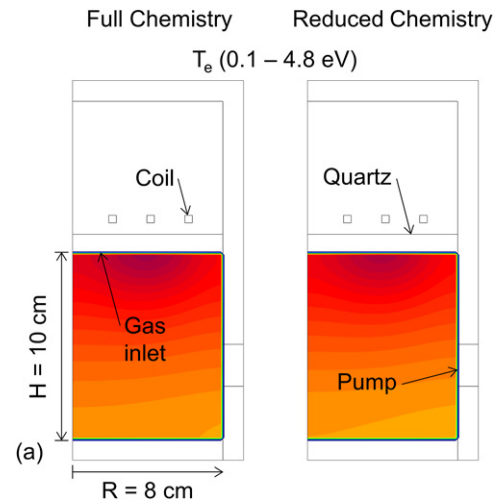 Full Chemistry
Reduced Chemistry
Tₑ (0.1 – 4.8 eV)
Coil
Quartz
Gas
inlet
H = 10 cm
Pump
(a)
R = 8 cm